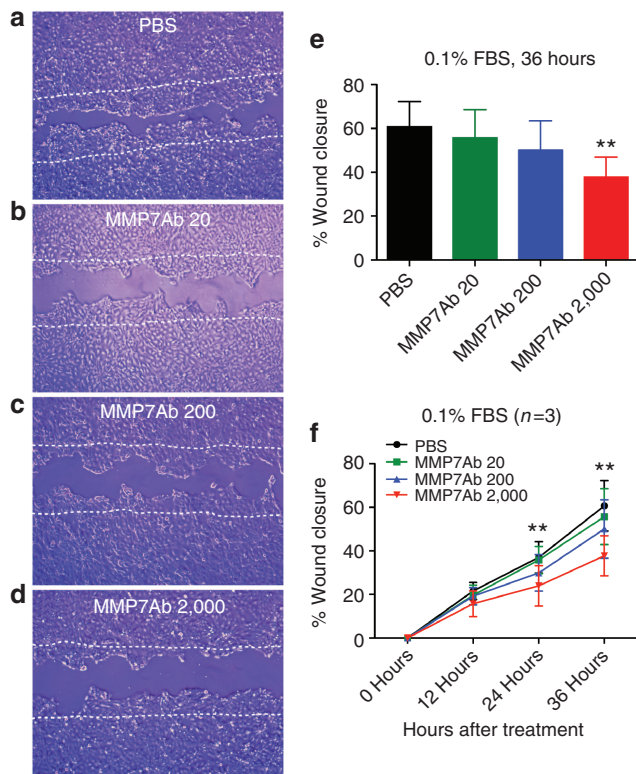 a
PBS
b
MMP7Ab 20
c
MMP7Ab 200
d
MMP7Ab 2,000
e
0.1% FBS, 36 hours
% Wound closure
80
60
40
20
0
**
PBS
MMP7Ab 20
MMP7Ab 200
MMP7Ab 2,000
f
0.1% FBS (n=3)
PBS
MMP7Ab 20
MMP7Ab 200
MMP7Ab 2,000
% Wound closure
80
60
40
20
0
**
**
0 Hours
12 Hours
24 Hours
36 Hours
Hours after treatment